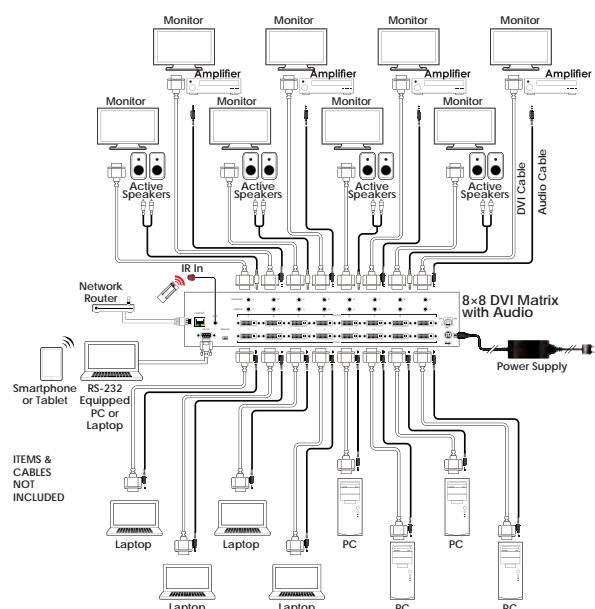 Monitor
Monitor
Monitor
Monitor
Amplifier
Amplifier
Amplifier
Amplifier
Monitor
Monitor
Monitor
Monitor
Active
Speakers
Active
Speakers
Active
Speakers
Active
Speakers
DVI Cable
Audio Cable
IR In
Network
Router
8×8 DVI Matrix
with Audio
Power Supply
Smartphone
or Tablet
RS-232
Equipped
PC or
Laptop
ITEMS &
CABLES
NOT
INCLUDED
Laptop
Laptop
PC
PC
Laptop
Laptop
PC
PC